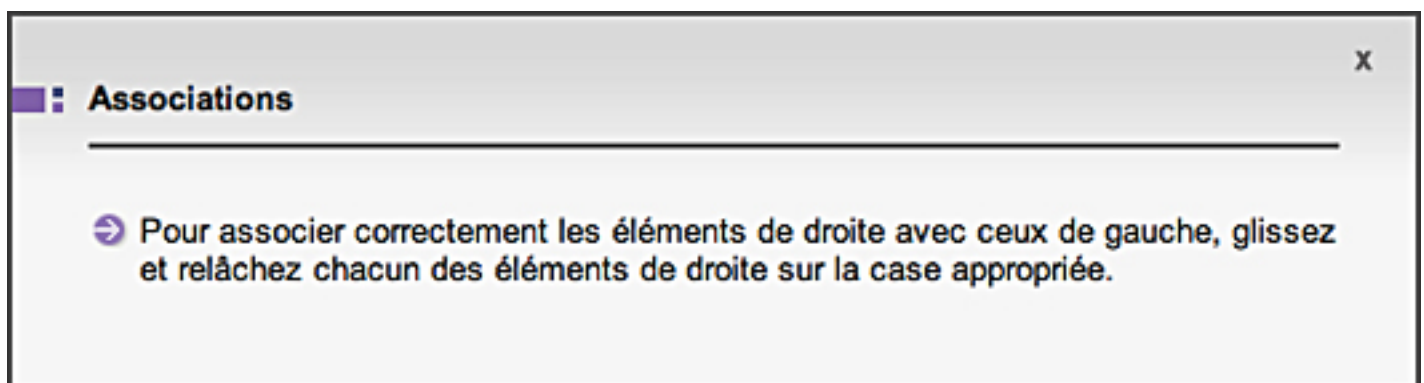 x
Associations
Pour associer correctement les éléments de droite avec ceux de gauche, glissez
et relâchez chacun des éléments de droite sur la case appropriée.